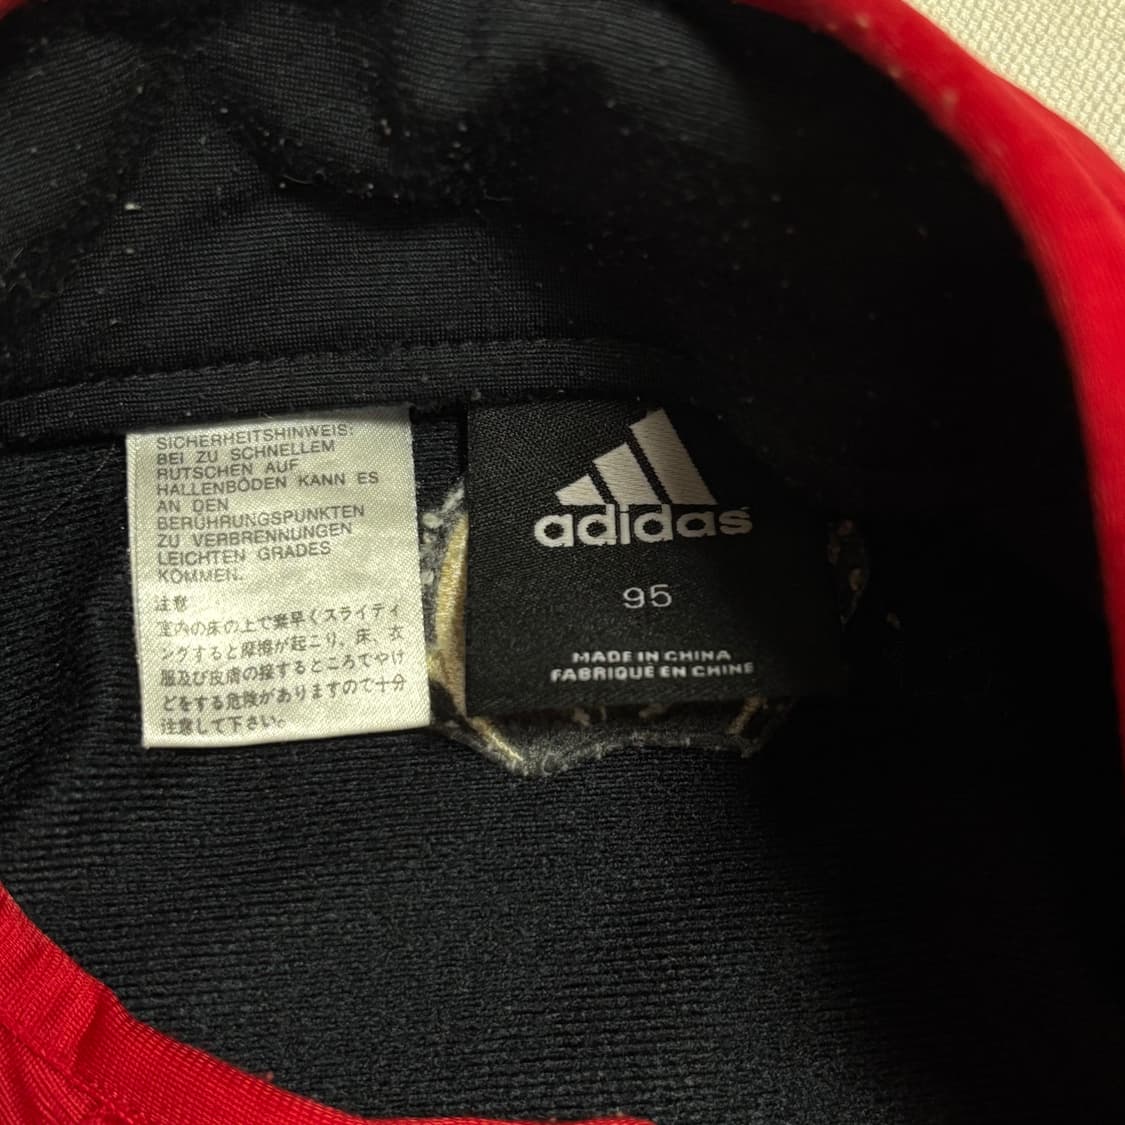 SICHERHEITSHINWEIS:
BEI ZU SCHNELLEM
RUTSCHEN AUF
HALLENBÖDEN KANN ES
AN DEN
BERÜHRUNGSPUNKTEN
ZU VERBRENNUNGEN
LEICHTEN GRADES
KOMMEN.
注意
室内の床の上で素早くスライディ
ングすると摩擦が起こり、床、衣
服及び皮膚の接するところでやけ
どをする危険がありますので十分
注意して下さい。
adidas
95
MADE IN CHINA
FABRIQUÉ EN CHINE